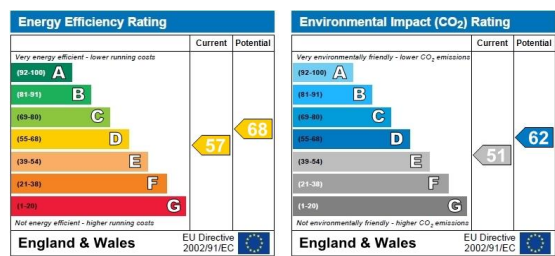 Energy Efficiency Rating
Current Potential
Very energy efficient - lower running costs
(92-100) A
(81-91) B
(69-80) C
(55-68) D
(39-54) E
(21-38) F
(1-20) G
57
68
Not energy efficient - higher running costs
England & Wales
EU Directive
2002/91/EC
Environmental Impact (CO2) Rating
Current Potential
Very environmentally friendly - lower CO2 emissions
(92-100) A
(81-91) B
(69-80) C
(55-68) D
(39-54) E
(21-38) F
(1-20) G
51
62
Not environmentally friendly - higher CO2 emissions
England & Wales
EU Directive
2002/91/EC